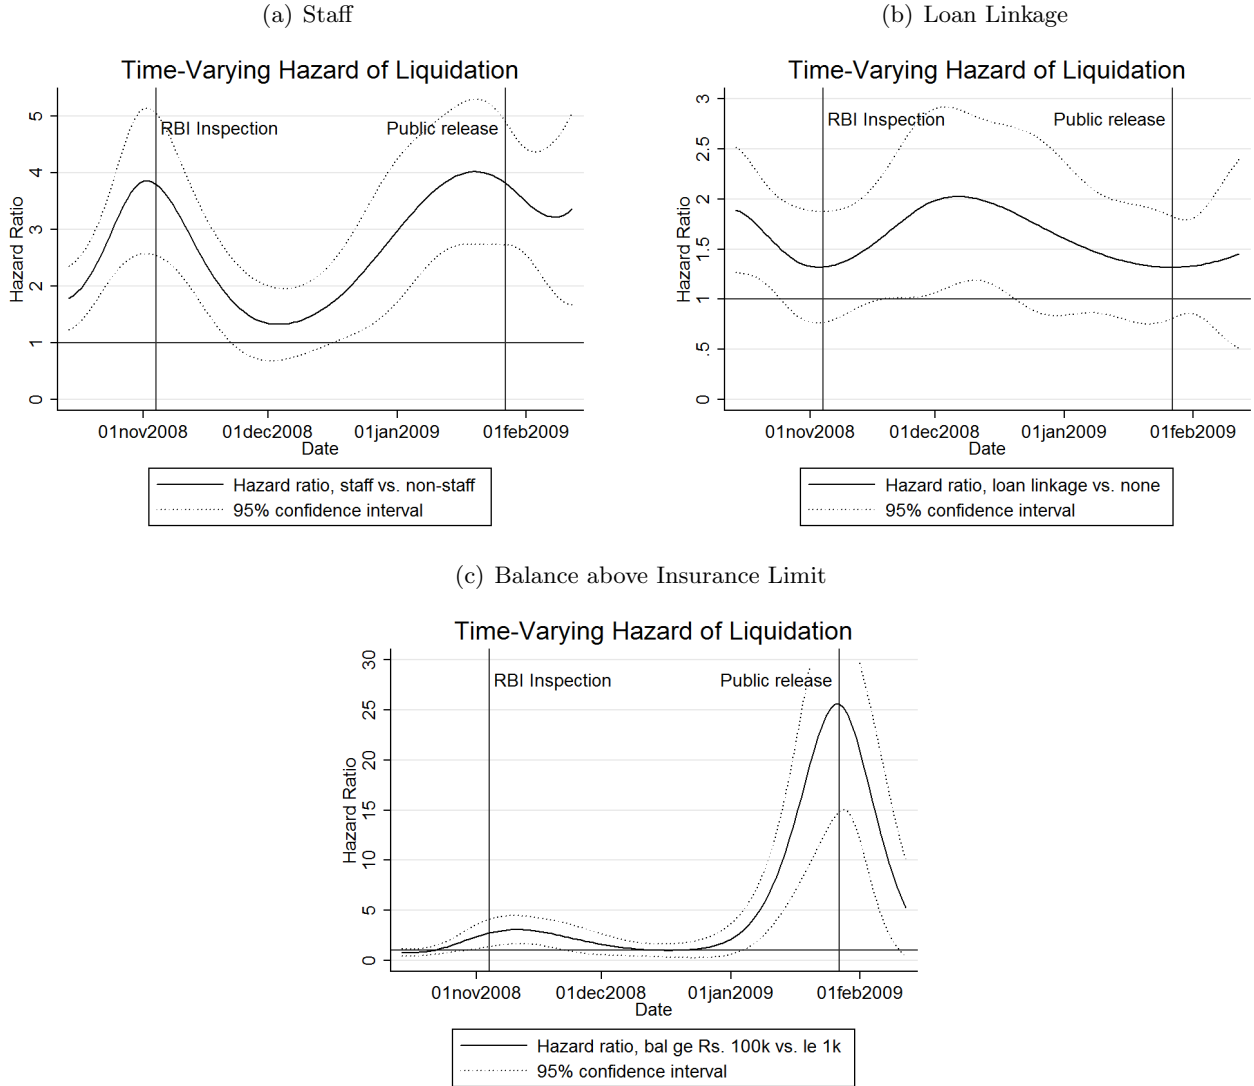 (a) Staff
Time-Varying Hazard of Liquidation
Hazard Ratio
5
4
3
2
1
0
RBI Inspection
Public release
01nov2008 01dec2008 01jan2009 01feb2009
Date
Hazard ratio, staff vs. non-staff
95% confidence interval
(b) Loan Linkage
Time-Varying Hazard of Liquidation
Hazard Ratio
3
2.5
2
1.5
1
.5
0
RBI Inspection
Public release
01nov2008 01dec2008 01jan2009 01feb2009
Date
Hazard ratio, loan linkage vs. none
95% confidence interval
(c) Balance above Insurance Limit
Time-Varying Hazard of Liquidation
Hazard Ratio
30
25
20
15
10
5
0
RBI Inspection
Public release
01nov2008 01dec2008 01jan2009 01feb2009
Date
Hazard ratio, bal ge Rs. 100k vs. le 1k
95% confidence interval